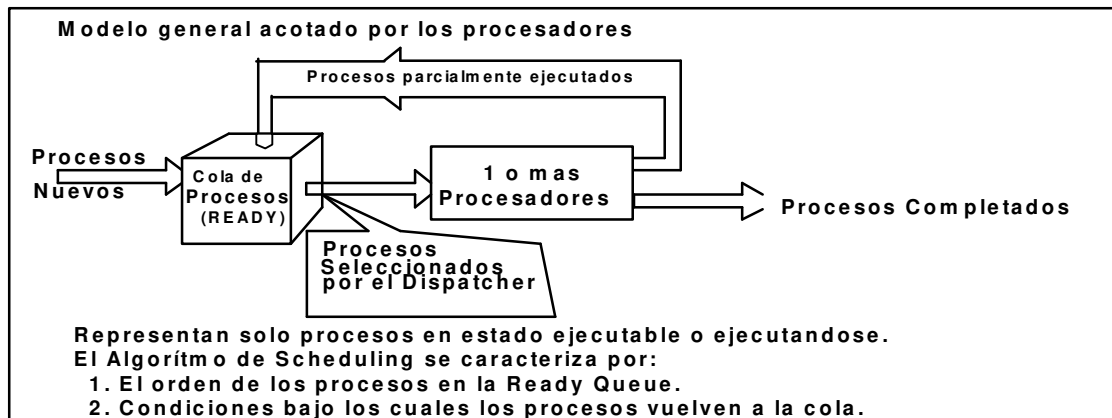 Modelo general acotado por los procesadores
Procesos parcialmente ejecutados
Procesos
Nuevos
Cola de
Procesos
(READY)
1 o mas
Procesadores
Procesos Completados
Procesos
Seleccionados
por el Dispatcher
Representan solo procesos en estado ejecutable o ejecutandose.
El Algorítmo de Scheduling se caracteriza por:
1. El orden de los procesos en la Ready Queue.
2. Condiciones bajo los cuales los procesos vuelven a la cola.